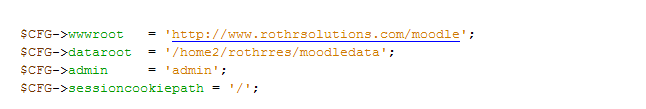 $CFG->wwwroot   = 'http://www.rothrsolutions.com/moodle';
$CFG->dataroot  = '/home2/rothrres/moodledata';
$CFG->admin     = 'admin';
$CFG->sessioncookiepath = '/';